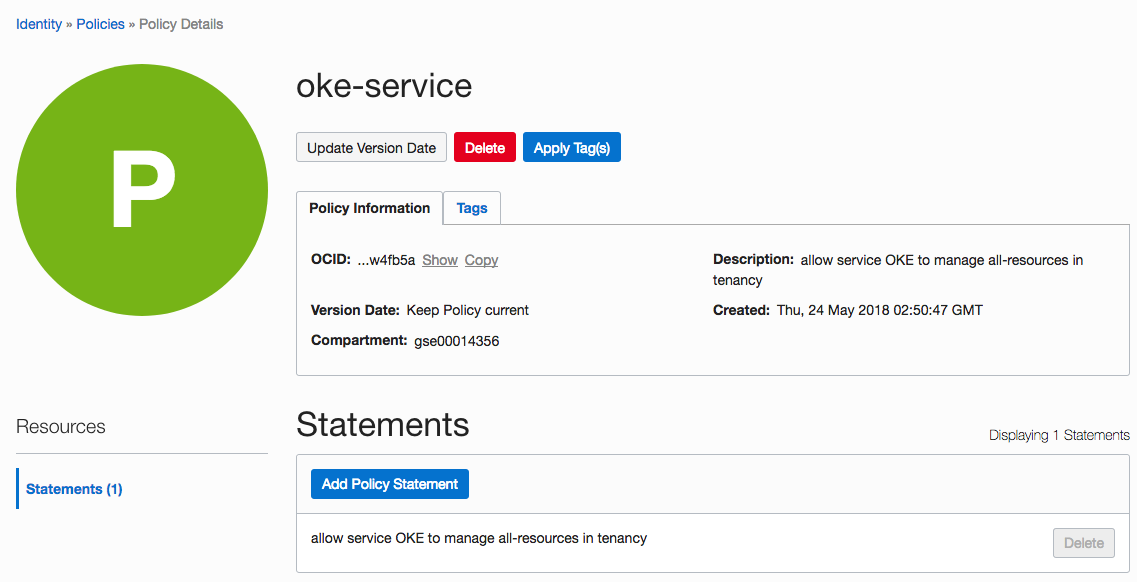 Identity » Policies » Policy Details
P
oke-service
Update Version Date Delete Apply Tag(s)
Policy Information Tags
OCID: ...w4fb5a Show Copy
Description: allow service OKE to manage all-resources in
tenancy
Version Date: Keep Policy current
Created: Thu, 24 May 2018 02:50:47 GMT
Compartment: gse00014356
Resources
Statements (1)
Statements
Displaying 1 Statements
Add Policy Statement
allow service OKE to manage all-resources in tenancy
Delete